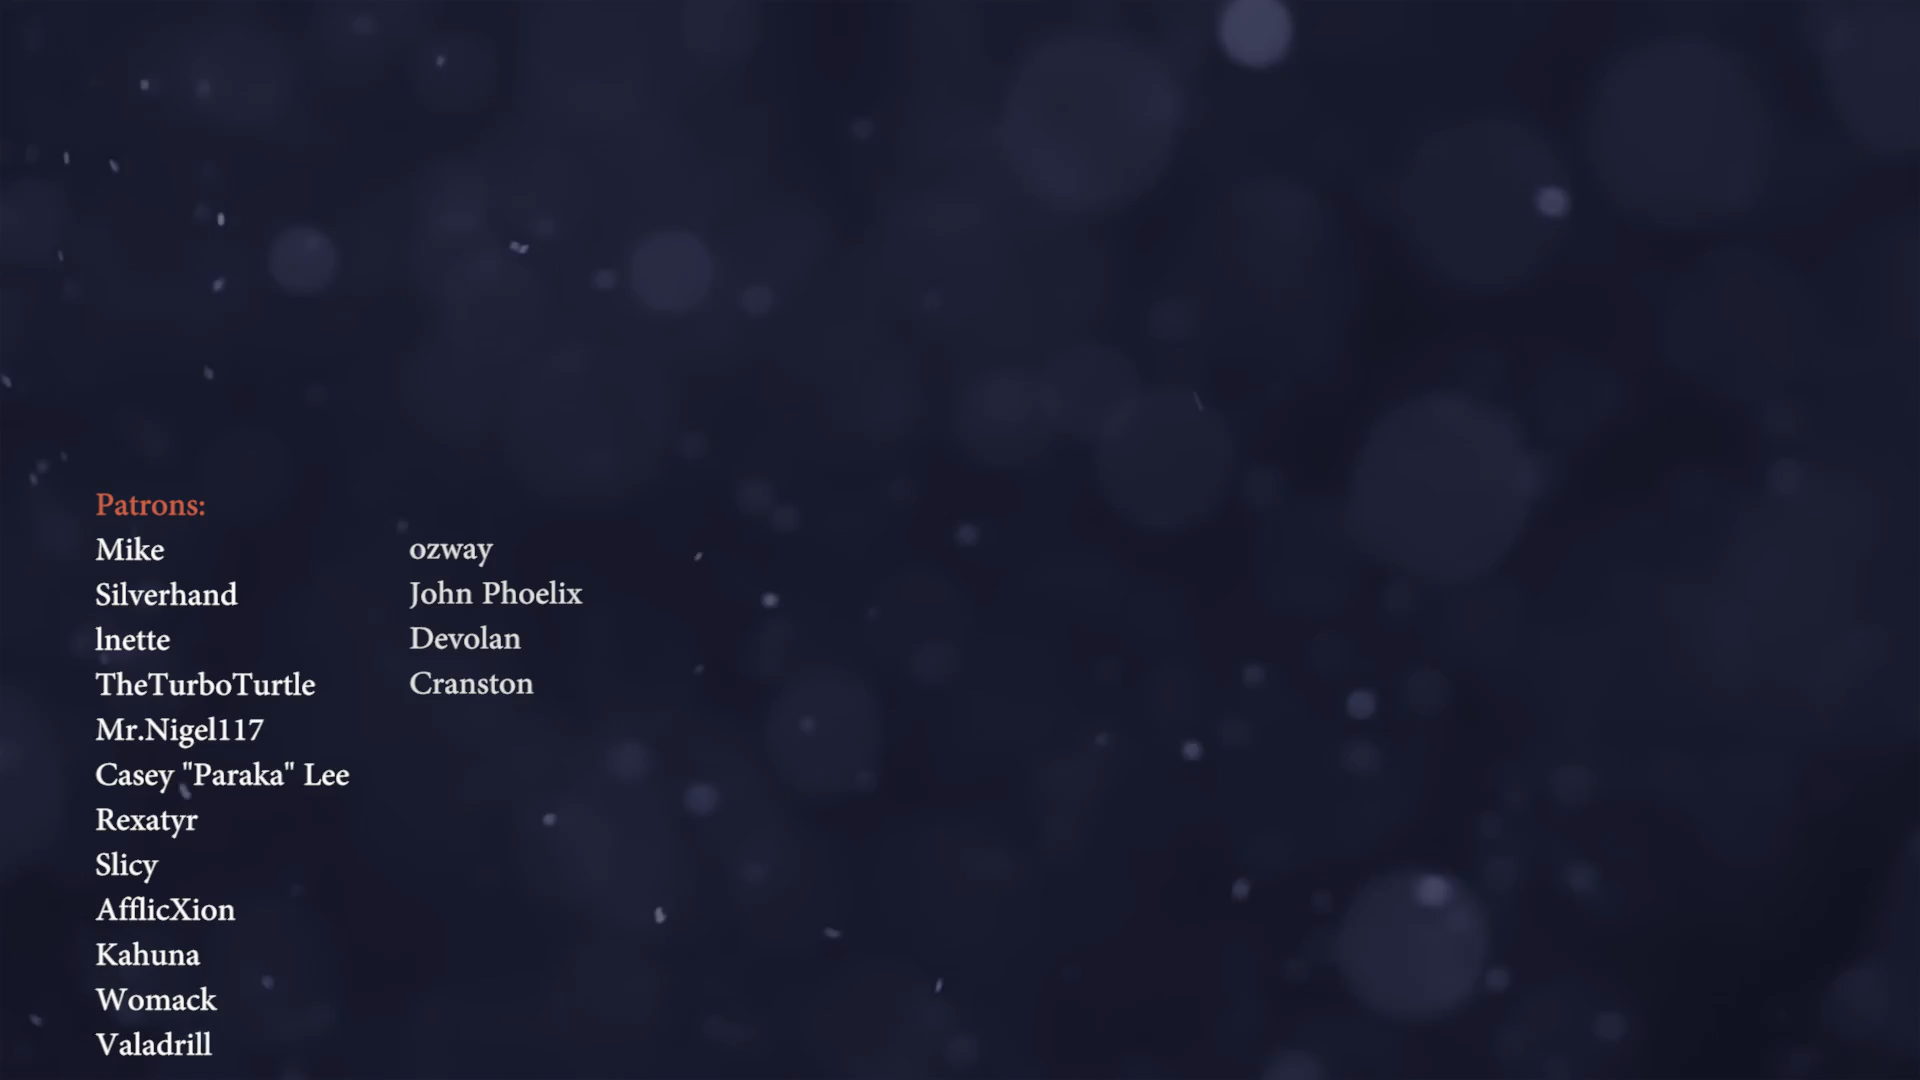 Patrons:
Mike
Silverhand
lnette
TheTurboTurtle
Mr.Nigel117
Casey "Paraka" Lee
Rexatyr
Slicy
AfflicXion
Kahuna
Womack
Valadrill
ozway
John Phoelix
Devolan
Cranston